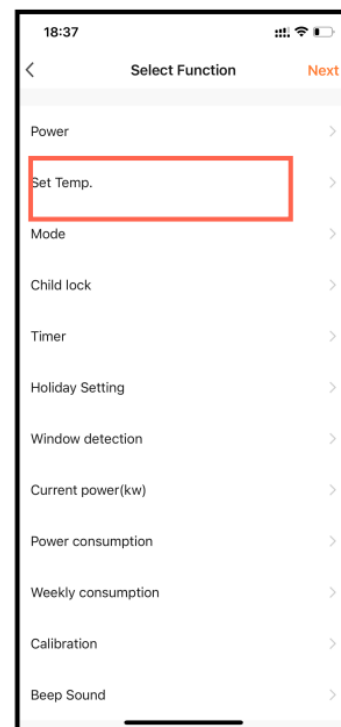 18:37
Select Function
Next
Power
Set Temp.
Mode
Child lock
Timer
Holiday Setting
Window detection
Current power(kw)
Power consumption
Weekly consumption
Calibration
Beep Sound